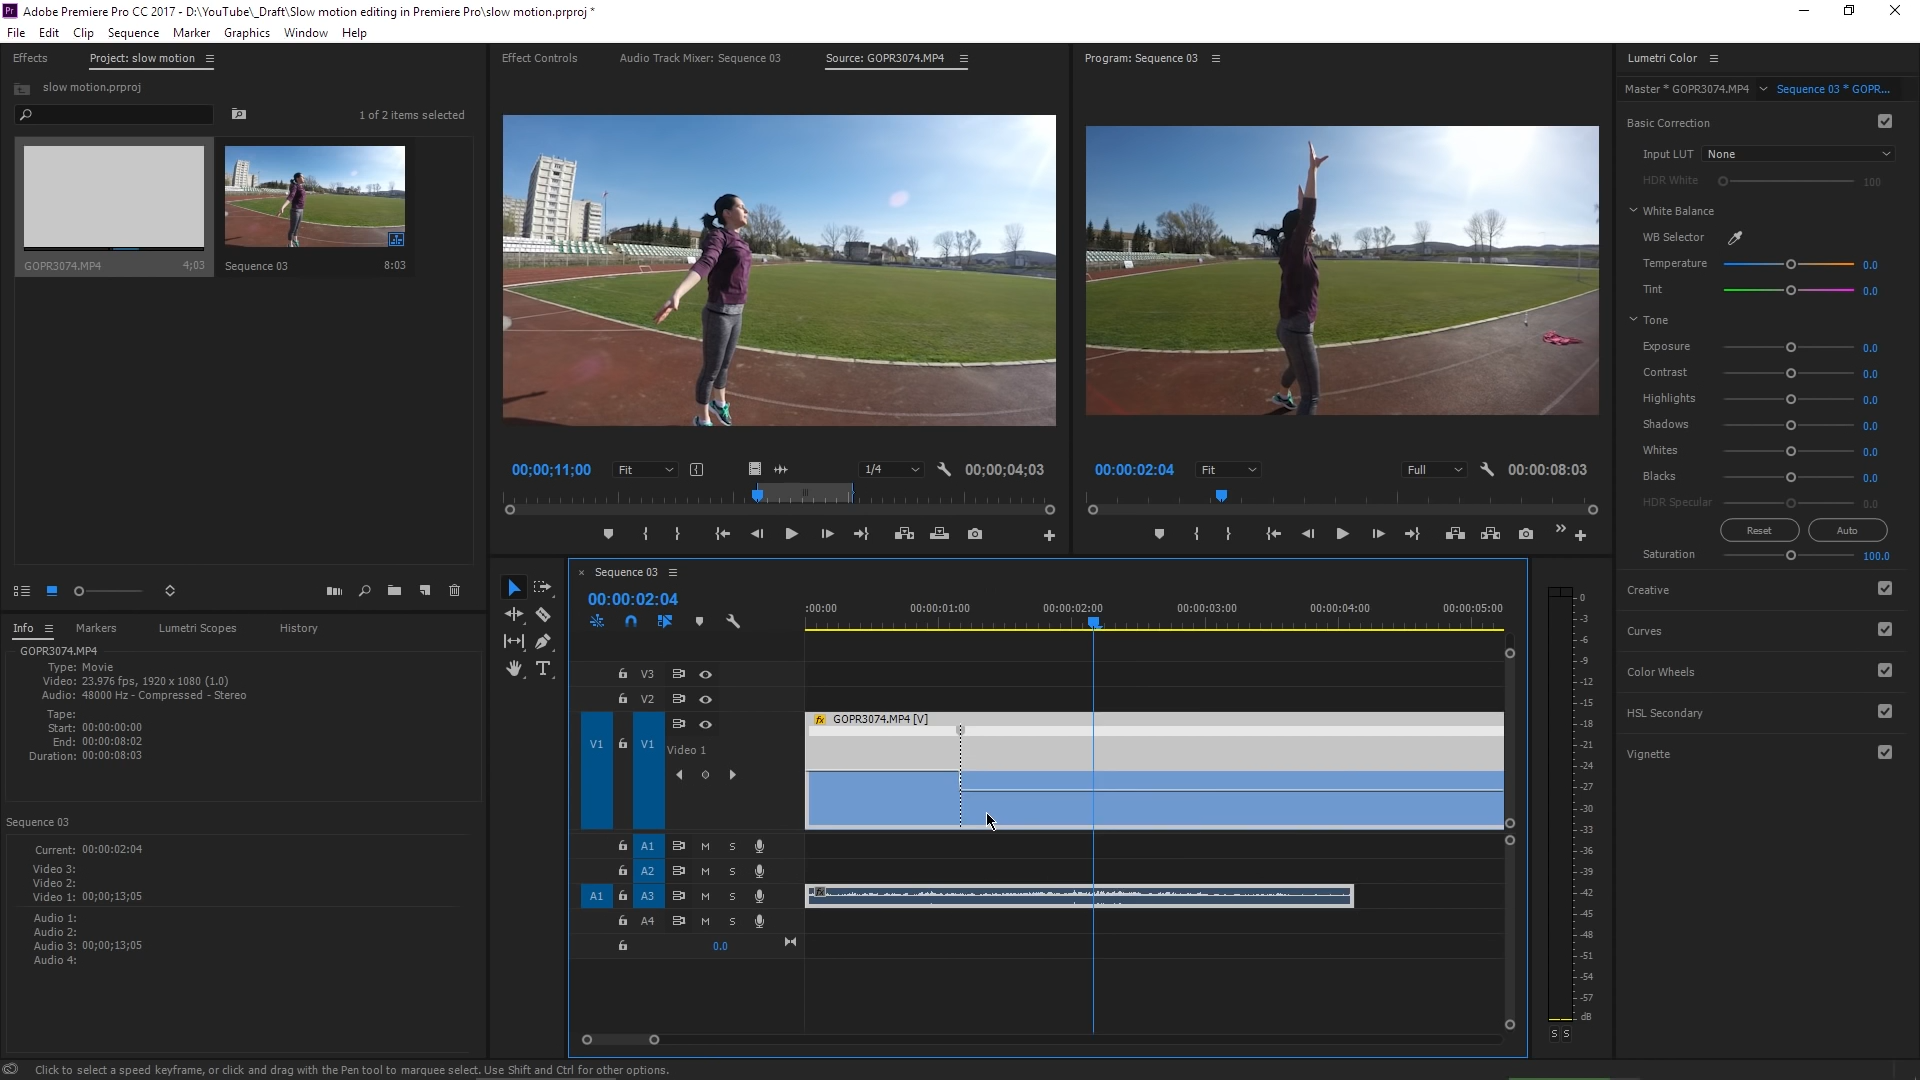 Adobe Premiere Pro CC 2017 - D:\YouTube\_Draft\Slow motion editing in Premiere Pro\slow motion.prproj *
File Edit Clip Sequence Marker Graphics Window Help
Effects Project: slow motion
slow motion.prproj
1 of 2 items selected
GOPR3074.MP4 4;03
Sequence 03 8:03
Effect Controls Audio Track Mixer: Sequence 03 Source: GOPR3074.MP4
00;00;11;00 Fit 1/4 00;00;04;03
Program: Sequence 03
00:00:02:04 Fit Full 00:00:08:03
Lumetri Color
Master * GOPR3074.MP4 Sequence 03 * GOPR...
Basic Correction
Input LUT None
HDR White 100
White Balance
WB Selector
Temperature 0.0
Tint 0.0
Tone
Exposure 0.0
Contrast 0.0
Highlights 0.0
Shadows 0.0
Whites 0.0
Blacks 0.0
HDR Specular 0.0
Reset Auto
Saturation 100.0
Creative
Curves
Color Wheels
HSL Secondary
Vignette
Info Markers Lumetri Scopes History
GOPR3074.MP4
Type: Movie
Video: 23.976 fps, 1920 x 1080 (1.0)
Audio: 48000 Hz - Compressed - Stereo
Tape:
Start: 00:00:00:00
End: 00:00:08:02
Duration: 00:00:08:03
Sequence 03
Current: 00:00:02:04
Video 3:
Video 2:
Video 1: 00;00;13;05
Audio 1:
Audio 2:
Audio 3: 00;00;13;05
Audio 4:
× Sequence 03
00:00:02:04
:00:00 00:00:01:00 00:00:02:00 00:00:03:00 00:00:04:00 00:00:05:00
V3
V2
fx GOPR3074.MP4 [V]
V1 V1
Video 1
A1 M S
A2 M S
A1 A3 M S fx
A4 M S
0.0
0
-3
-6
-9
-12
-15
-18
-21
-24
-27
-30
-33
-36
-39
-42
-45
-48
-51
-54
-57
dB
S S
Click to select a speed keyframe, or click and drag with the Pen tool to marquee select. Use Shift and Ctrl for other options.